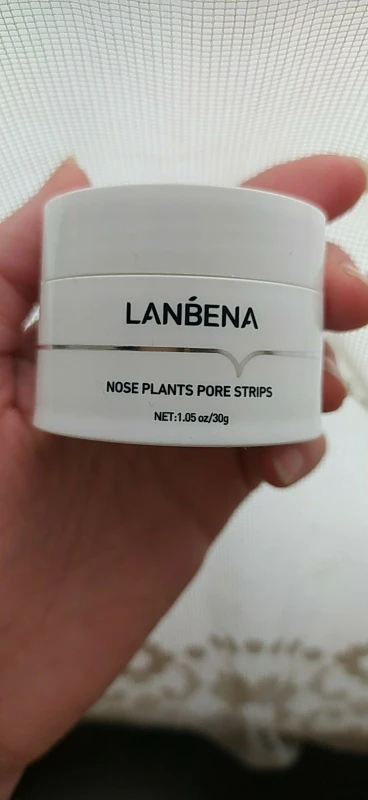 LANBENA
NOSE PLANTS PORE STRIPS
NET:1.05 oz/30g